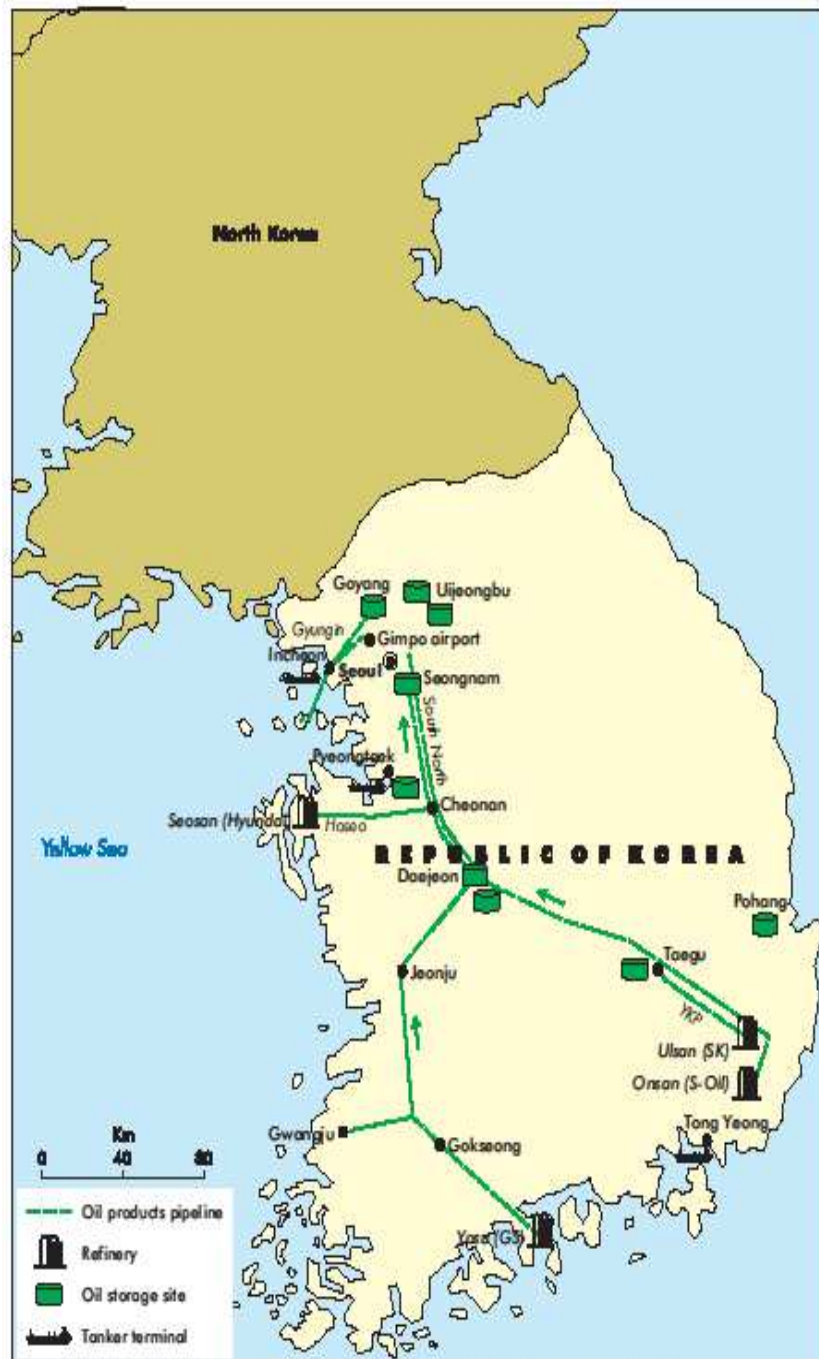 North Korea
Goyang
Uijeongbu
Gyungin
Gimpo airport
Incheon
Seoul
Seongnam
South North
Pyeongtaek
Cheonan
Seosan (Hyundai)
Hoseo
Yellow Sea
REPUBLIC OF KOREA
Daejeon
Pohang
Taegu
Jeonju
YKP
Ulsan (SK)
Onsan (S-Oil)
Tong Yeong
Km
Gwangju
0 40 80
Gokseong
Oil products pipeline
Yosu (GS)
Refinery
Oil storage site
Tanker terminal